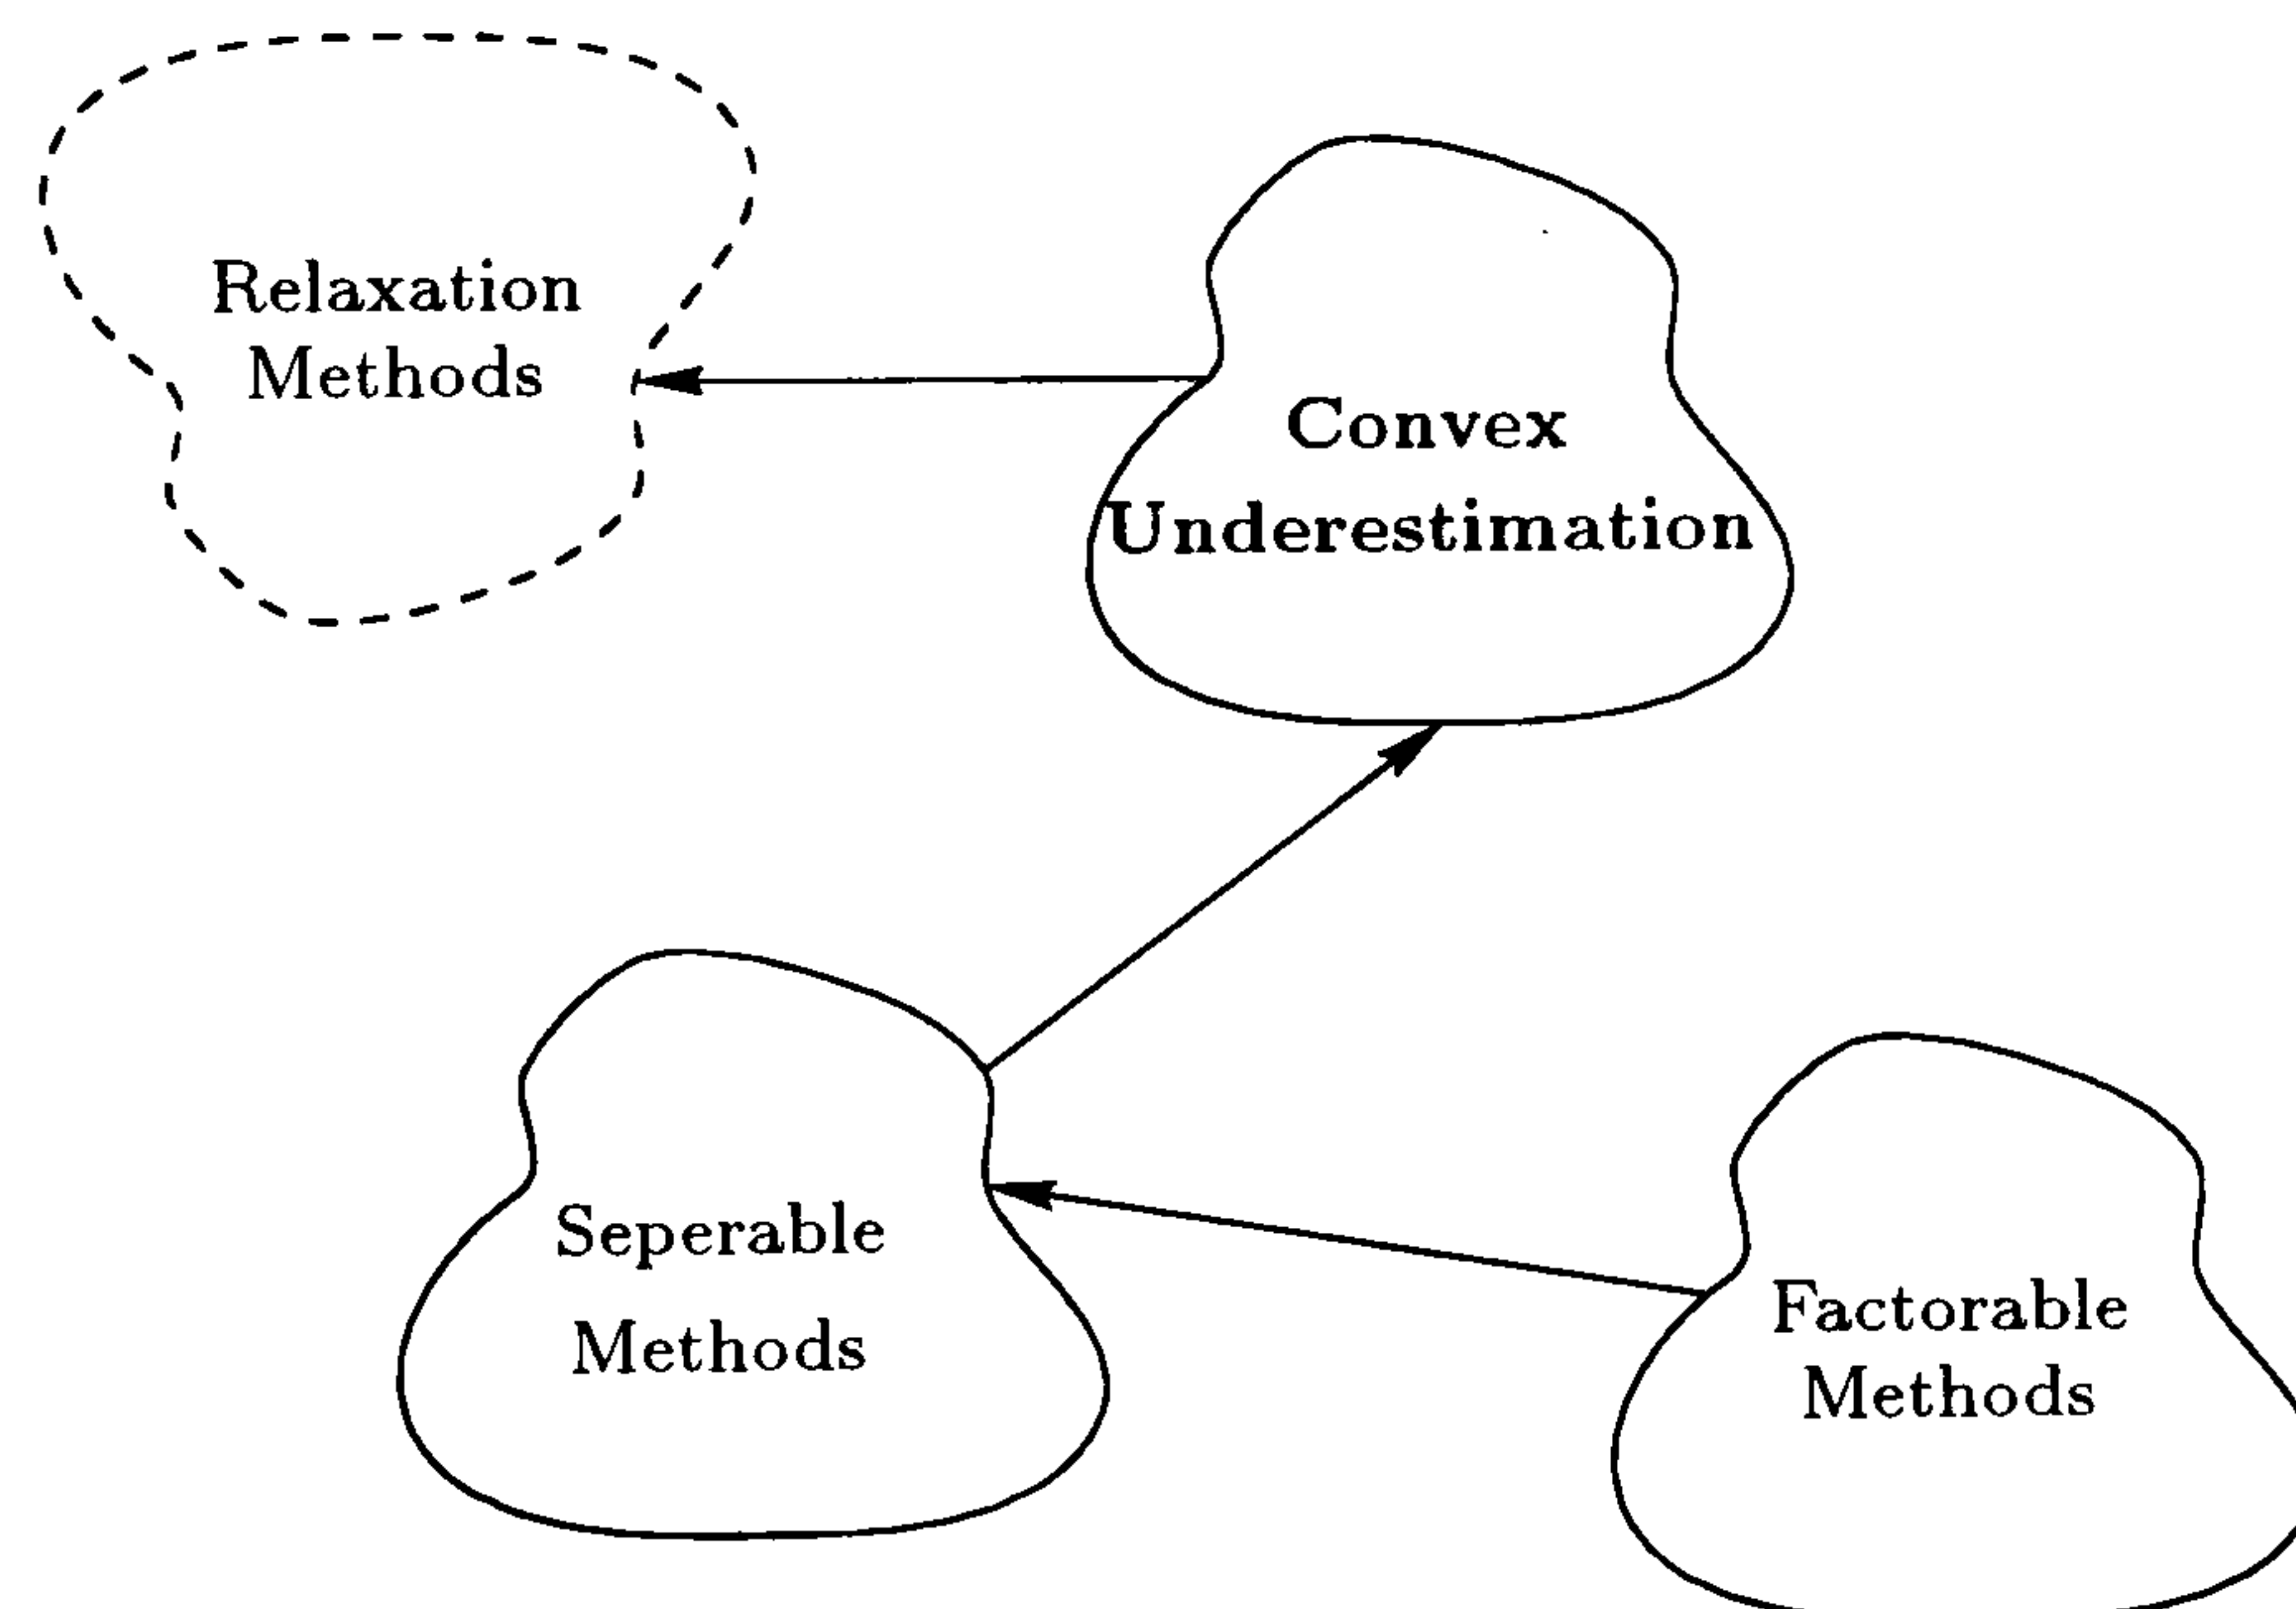 Relaxation
Methods
Convex
Underestimation
Seperable
Methods
Factorable
Methods